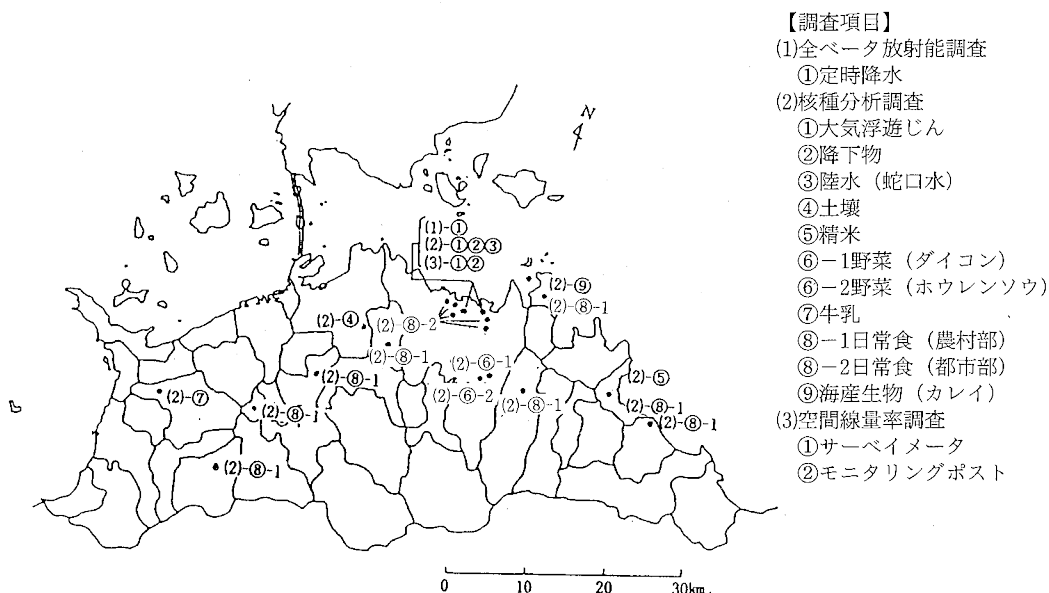 【調査項目】
(1)全ベータ放射能調査
①定時降水
(2)核種分析調査
①大気浮遊じん
②降下物
③陸水（蛇口水）
④土壌
⑤精米
⑥－1野菜（ダイコン）
⑥－2野菜（ホウレンソウ）
⑦牛乳
⑧－1日常食（農村部）
⑧－2日常食（都市部）
⑨海産生物（カレイ）
(3)空間線量率調査
①サーベイメータ
②モニタリングポスト
N
(1)-①
(2)-①②③
(3)-①②
(2)-⑨
(2)-⑧-1
(2)-④
(2)-⑧-2
(2)-⑧-1
(2)-⑥-1
(2)-⑧-1
(2)-⑤
(2)-⑦
(2)-⑥-2
(2)-⑧-1
(2)-⑧-1
(2)-⑧-1
(2)-⑧-1
(2)-⑧-1
0 10 20 30km.